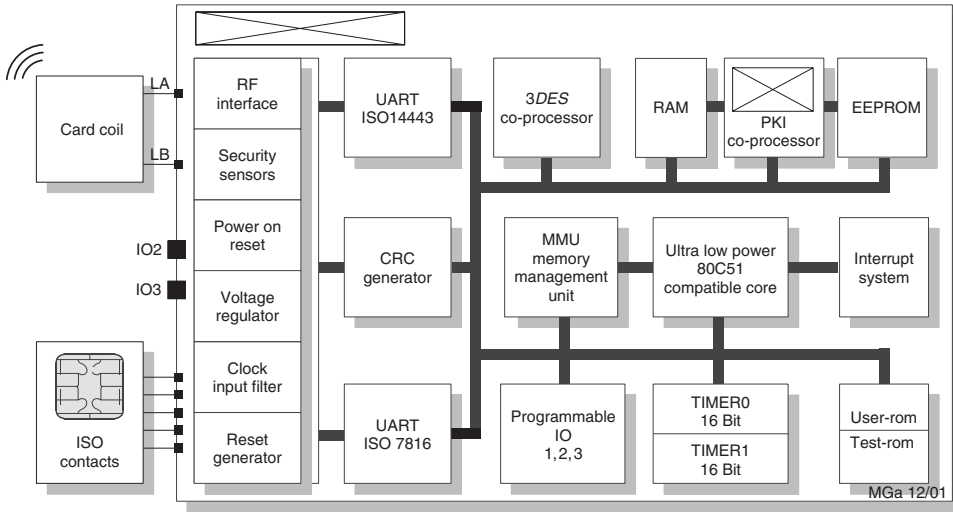 LA
Card coil
LB
IO2
IO3
ISO
contacts
RF
interface
Security
sensors
Power on
reset
Voltage
regulator
Clock
input filter
Reset
generator
UART
ISO14443
CRC
generator
UART
ISO 7816
3DES
co-processor
RAM
PKI
co-processor
EEPROM
MMU
memory
management
unit
Ultra low power
80C51
compatible core
Interrupt
system
Programmable
IO
1,2,3
TIMER0
16 Bit
TIMER1
16 Bit
User-rom
Test-rom
MGa 12/01